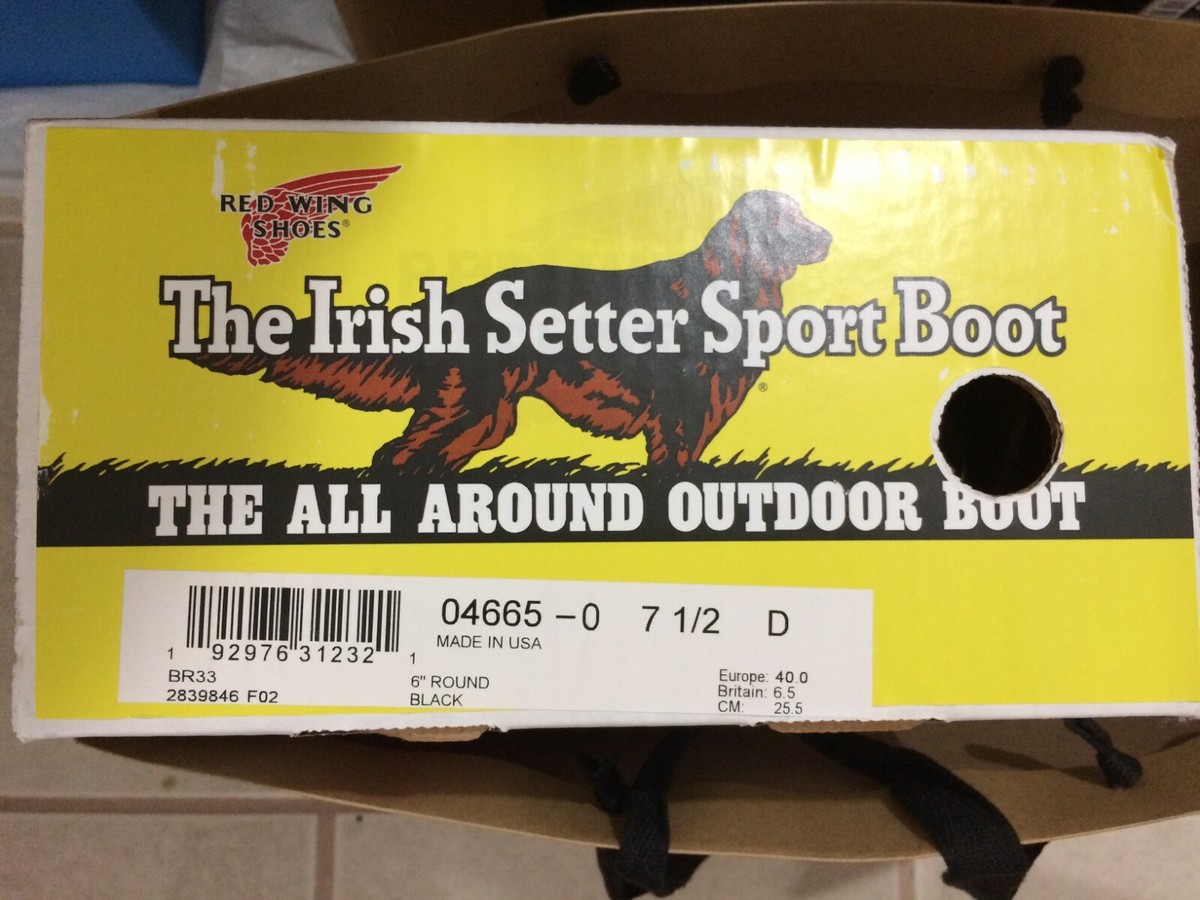 RED WING
SHOES®
The Irish Setter Sport Boot
®
THE ALL AROUND OUTDOOR BOOT
04665 -0 7 1/2 D
MADE IN USA
1 92976 31232 1
BR33
2839846 F02
6" ROUND
BLACK
Europe: 40.0
Britain: 6.5
CM: 25.5